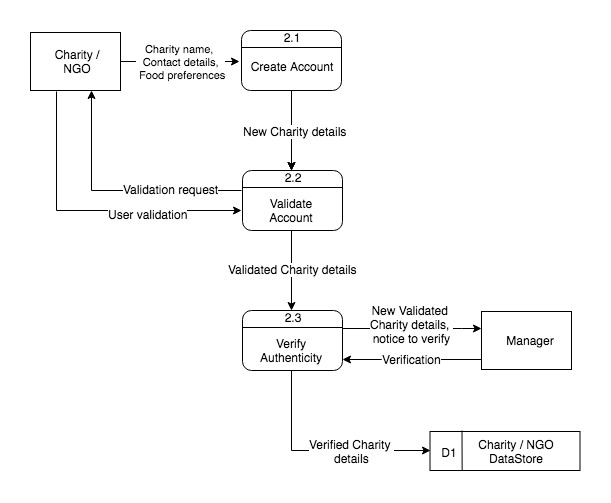 2.1
Charity /
NGO
Charity name,
Contact details,
Food preferences
Create Account
New Charity details
2.2
Validate
Account
Validation request
User validation
Validated Charity details
2.3
Verify
Authenticity
New Validated
Charity details,
notice to verify
Manager
Verification
Verified Charity
details
D1
Charity / NGO
DataStore